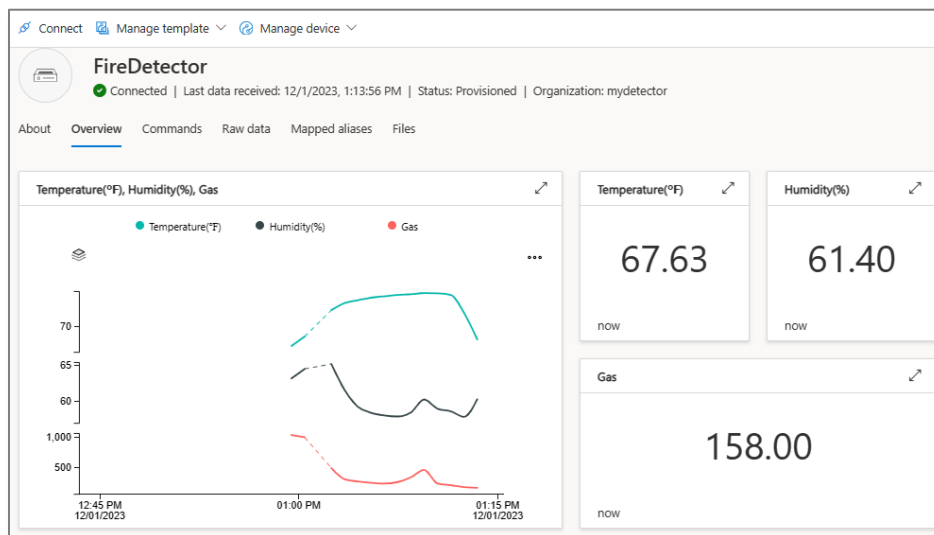 Connect Manage template Manage device
FireDetector
Connected | Last data received: 12/1/2023, 1:13:56 PM | Status: Provisioned | Organization: mydetector
About Overview Commands Raw data Mapped aliases Files
Temperature(ºF), Humidity(%), Gas
Temperature(ºF) Humidity(%) Gas
70
65
60
1,000
500
12:45 PM 01:00 PM 01:15 PM
12/01/2023 12/01/2023
Temperature(ºF)
67.63
now
Humidity(%)
61.40
now
Gas
158.00
now